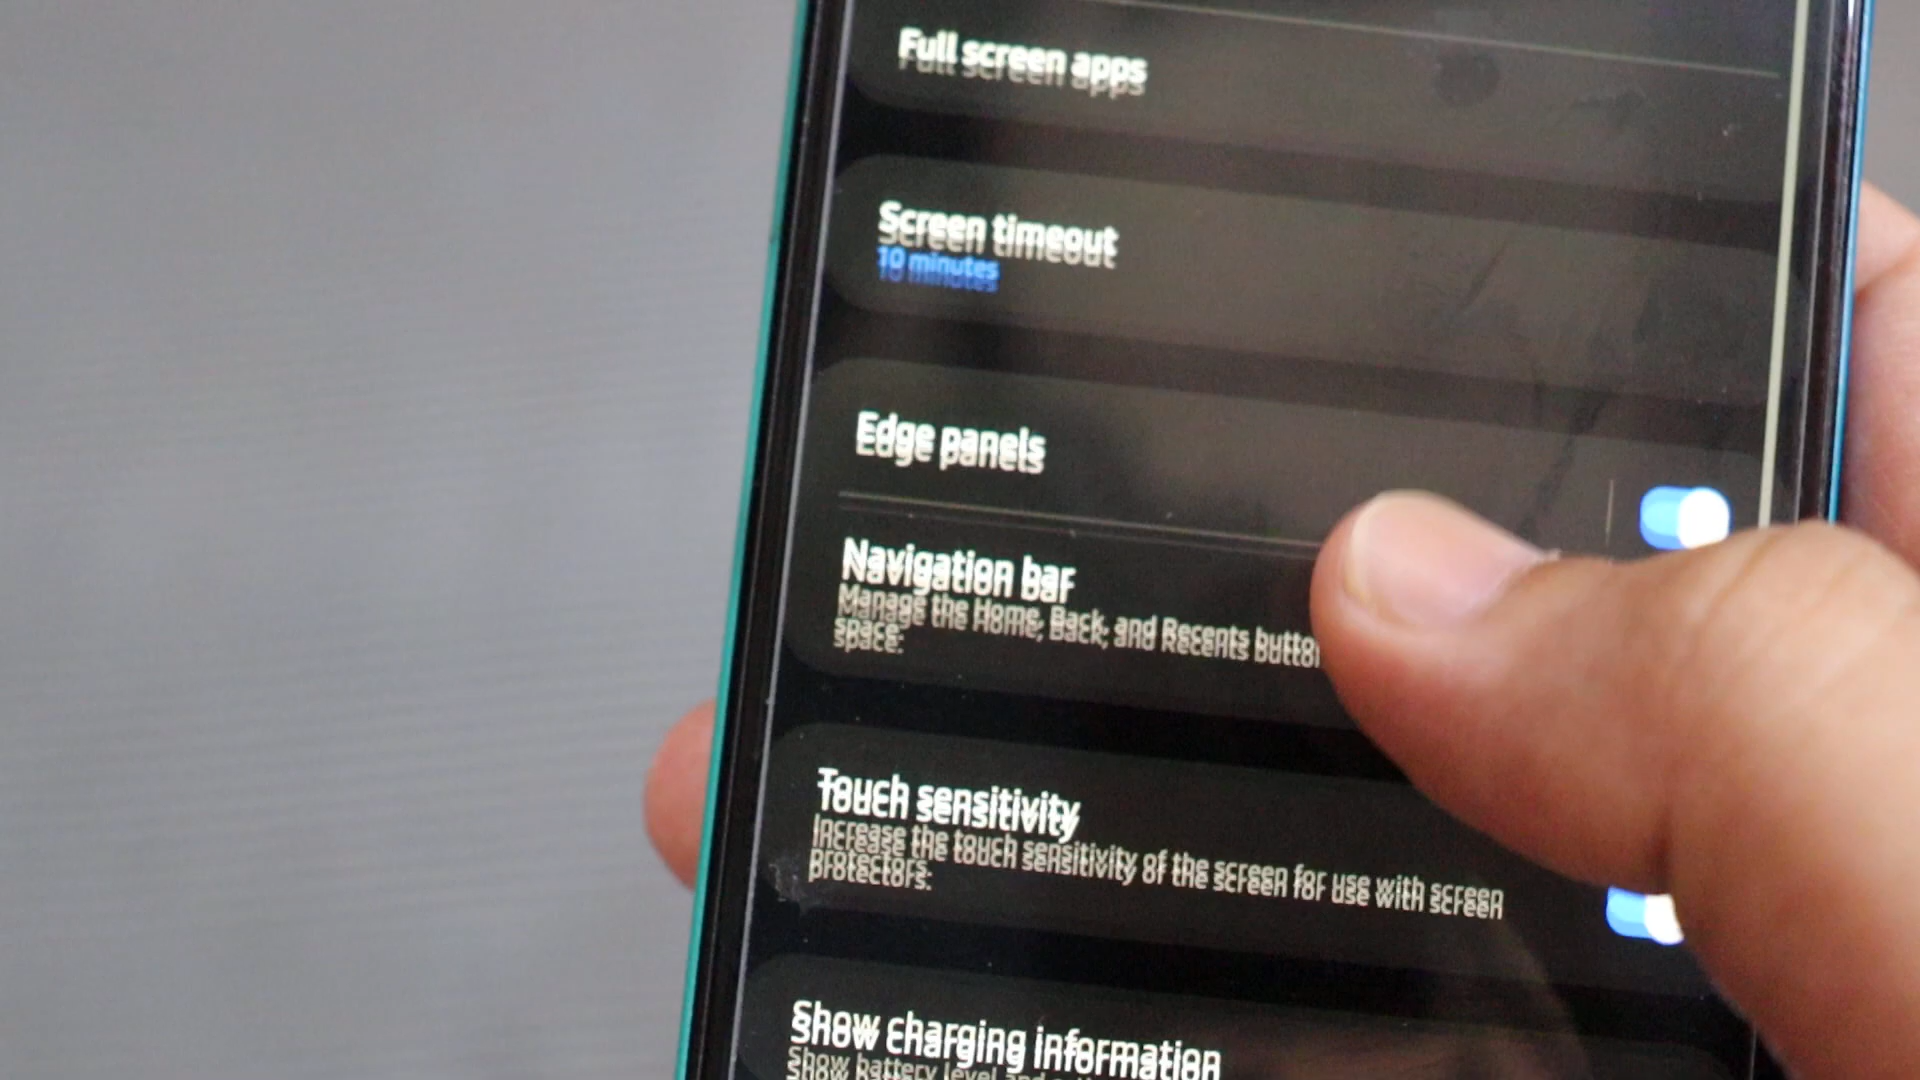 Full screen apps
Screen timeout
10 minutes
Edge panels
Navigation bar
Manage the Home, Back, and Recents
space.
Touch sensitivity
Increase the touch sensitivity of the screen for use with screen
protectors.
Show charging information
Show battery level and